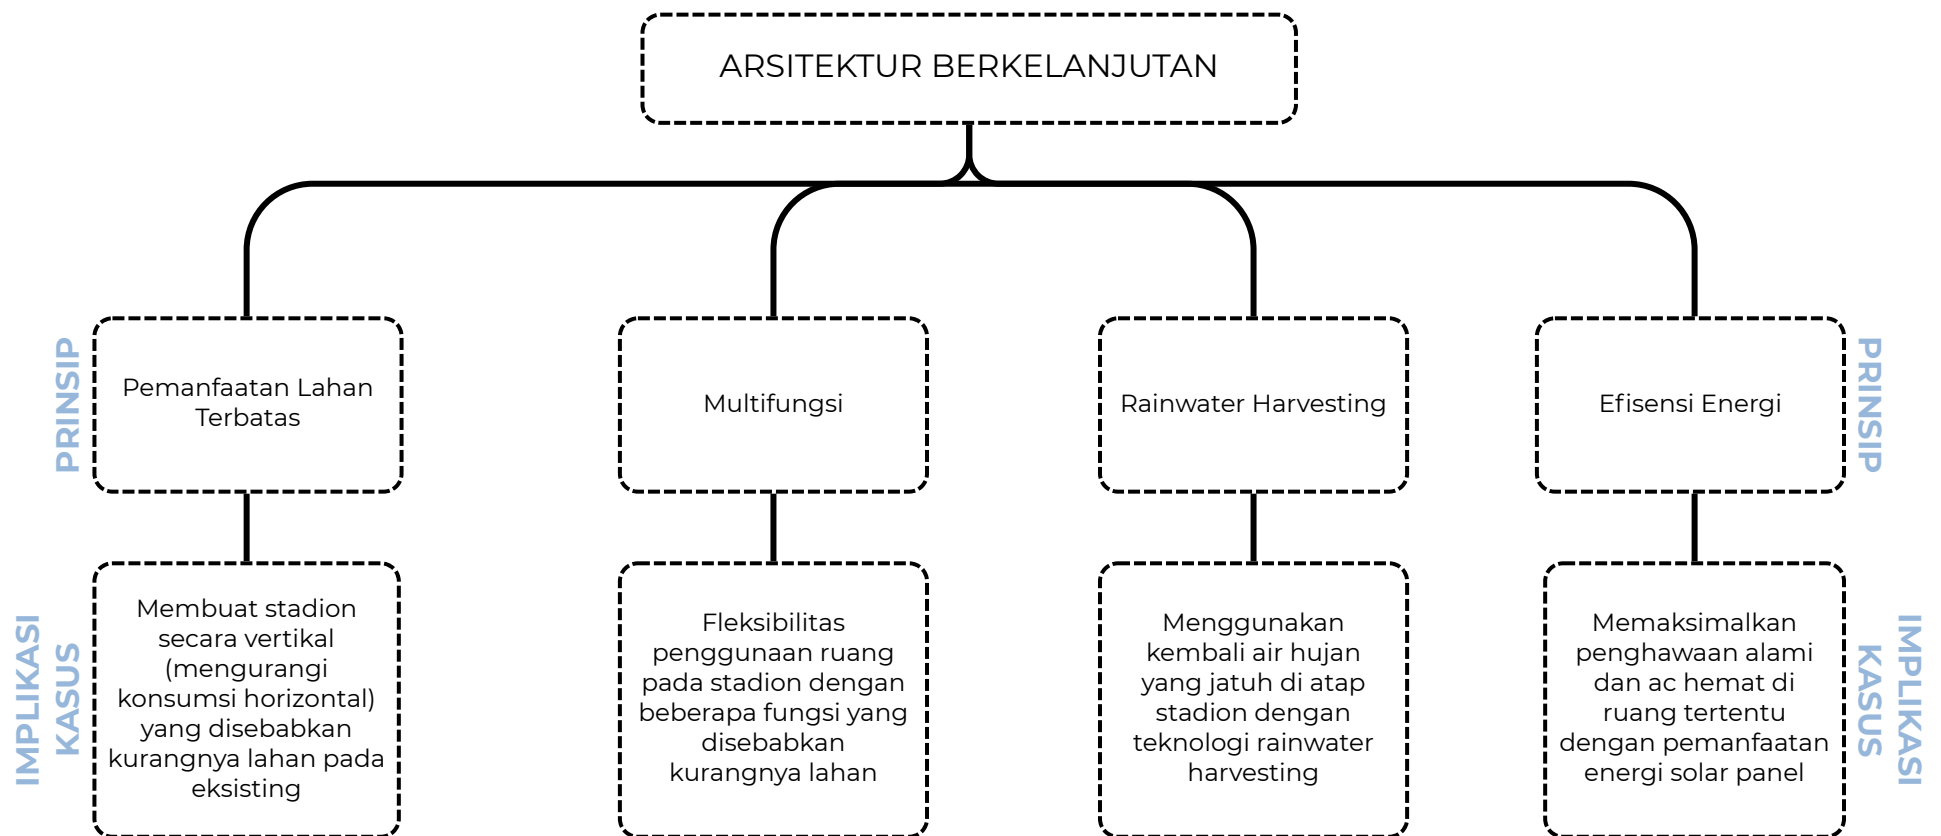 ARSITEKTUR BERKELANJUTAN
PRINSIP
Pemanfaatan Lahan
Terbatas
Multifungsi
Rainwater Harvesting
Efisensi Energi
PRINSIP
IMPLIKASI
KASUS
Membuat stadion
secara vertikal
(mengurangi
konsumsi horizontal)
yang disebabkan
kurangnya lahan pada
eksisting
Fleksibilitas
penggunaan ruang
pada stadion dengan
beberapa fungsi yang
disebabkan
kurangnya lahan
Menggunakan
kembali air hujan
yang jatuh di atap
stadion dengan
teknologi rainwater
harvesting
Memaksimalkan
penghawaan alami
dan ac hemat di
ruang tertentu
dengan pemanfaatan
energi solar panel
IMPLIKASI
KASUS